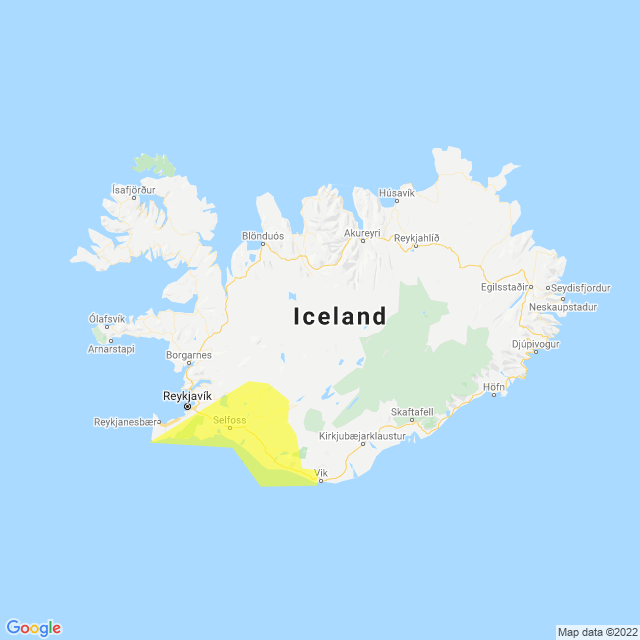 Ísafjörður
Húsavík
Blönduós
Akureyri
Reykjahlíð
Egilsstaðir
Seydisfjordur
Neskaupstadur
Iceland
Ólafsvík
Arnarstapi
Djúpivogur
Borgarnes
Höfn
Reykjavík
Skaftafell
Reykjanesbær
Selfoss
Kirkjubæjarklaustur
Vik
Google
Map data ©2022